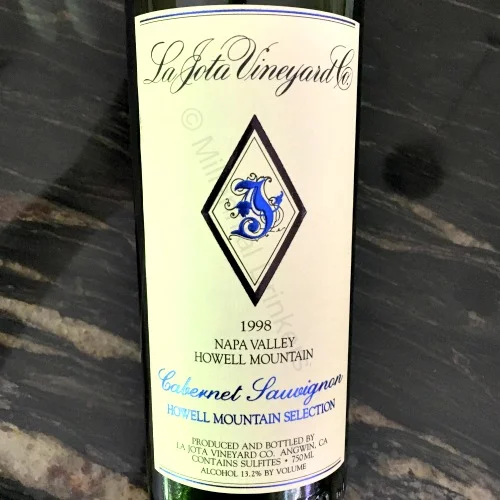 La Jota Vineyard Co.
J
1998
NAPA VALLEY
HOWELL MOUNTAIN
Cabernet Sauvignon
HOWELL MOUNTAIN SELECTION
PRODUCED AND BOTTLED BY
LA JOTA VINEYARD CO. ANGWIN, CA
CONTAINS SULFITES • 750ML
ALCOHOL 13.2% BY VOLUME